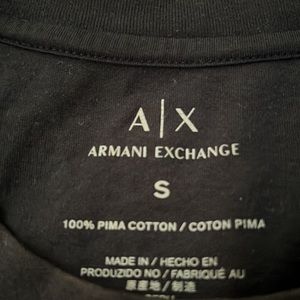 A|X
ARMANI EXCHANGE
S
100% PIMA COTTON / COTON PIMA
MADE IN / HECHO EN
PRODUZIDO NO / FABRIQUÉ AU
原産地 / 制造